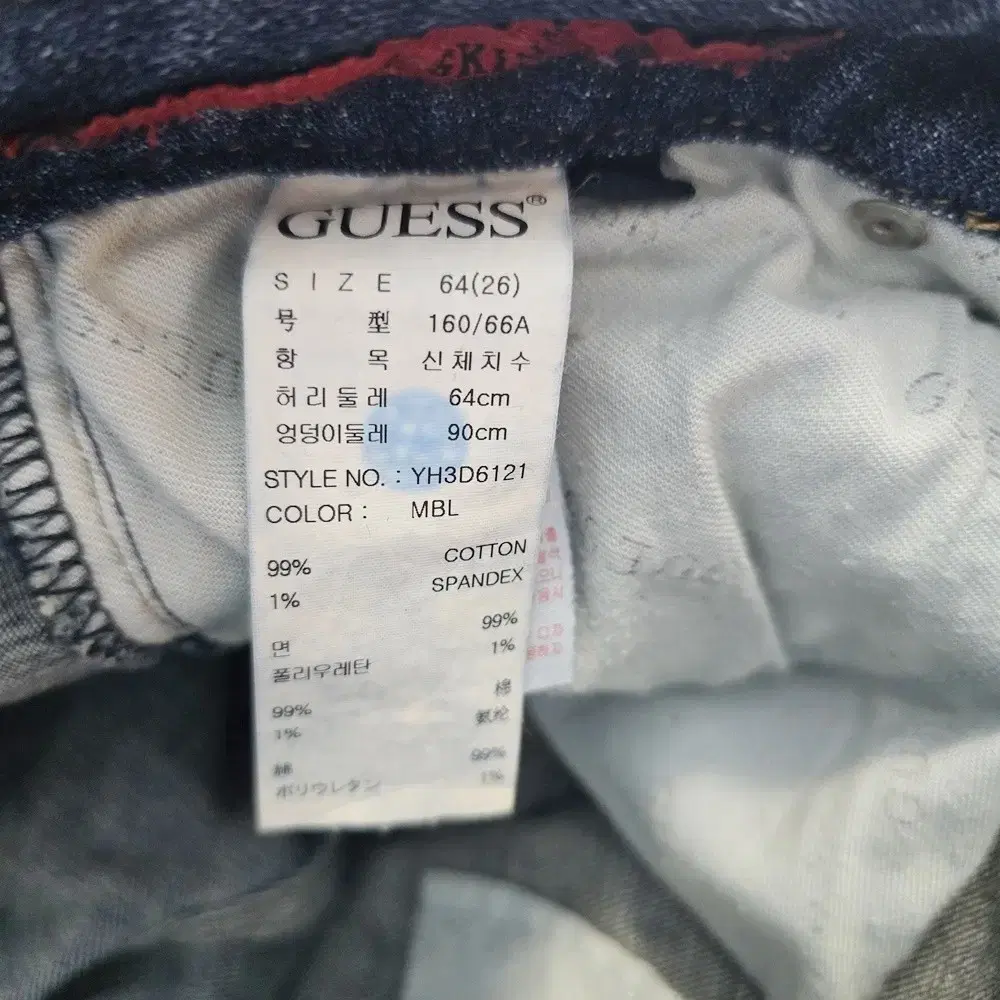 SKIN
GUESS®
SIZE 64(26)
号 型 160/66A
항 목 신체치수
허리둘레 64cm
엉덩이둘레 90cm
STYLE NO. : YH3D6121
COLOR : MBL
99% COTTON
1% SPANDEX
면 99%
폴리우레탄 1%
99% 棉
1% 氨纶
綿 99%
ポリウレタン 1%